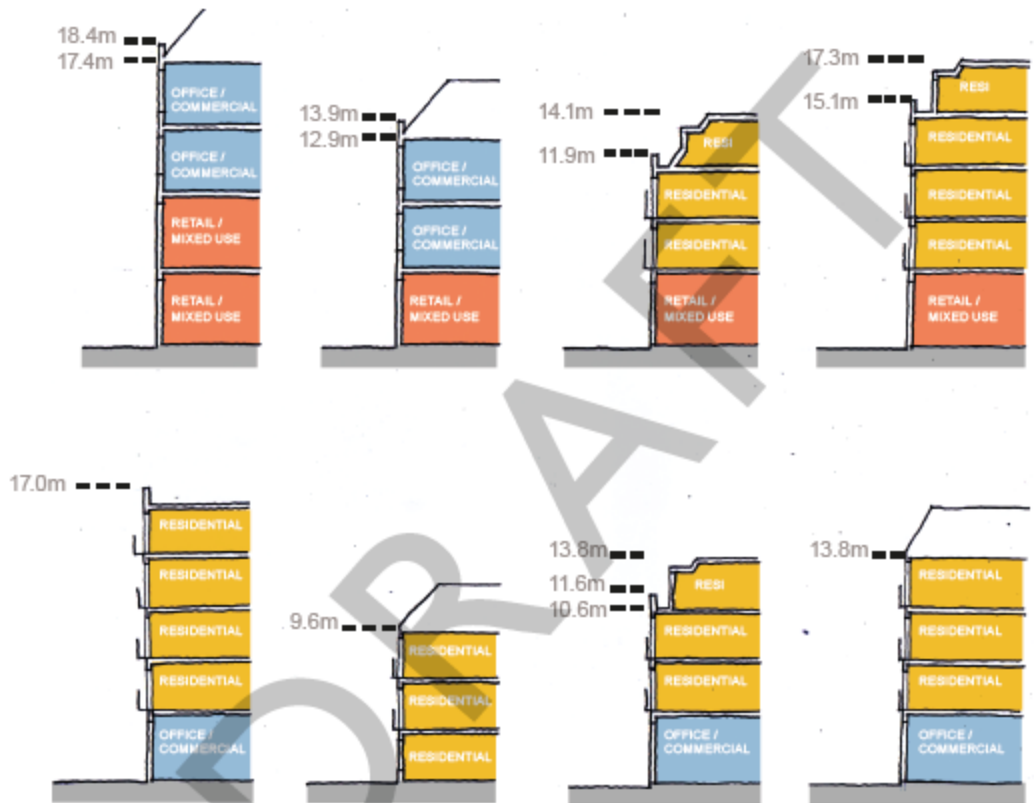 18.4m
17.4m
OFFICE /
COMMERCIAL
OFFICE /
COMMERCIAL
RETAIL /
MIXED USE
RETAIL /
MIXED USE
13.9m
12.9m
OFFICE /
COMMERCIAL
OFFICE /
COMMERCIAL
RETAIL /
MIXED USE
14.1m
11.9m
RESI
RESIDENTIAL
RESIDENTIAL
RETAIL /
MIXED USE
17.3m
15.1m
RESI
RESIDENTIAL
RESIDENTIAL
RESIDENTIAL
RETAIL /
MIXED USE
17.0m
RESIDENTIAL
RESIDENTIAL
RESIDENTIAL
RESIDENTIAL
OFFICE /
COMMERCIAL
9.6m
RESIDENTIAL
RESIDENTIAL
RESIDENTIAL
13.8m
11.6m
10.6m
RESI
RESIDENTIAL
RESIDENTIAL
OFFICE /
COMMERCIAL
13.8m
RESIDENTIAL
RESIDENTIAL
RESIDENTIAL
OFFICE /
COMMERCIAL
DRAFT